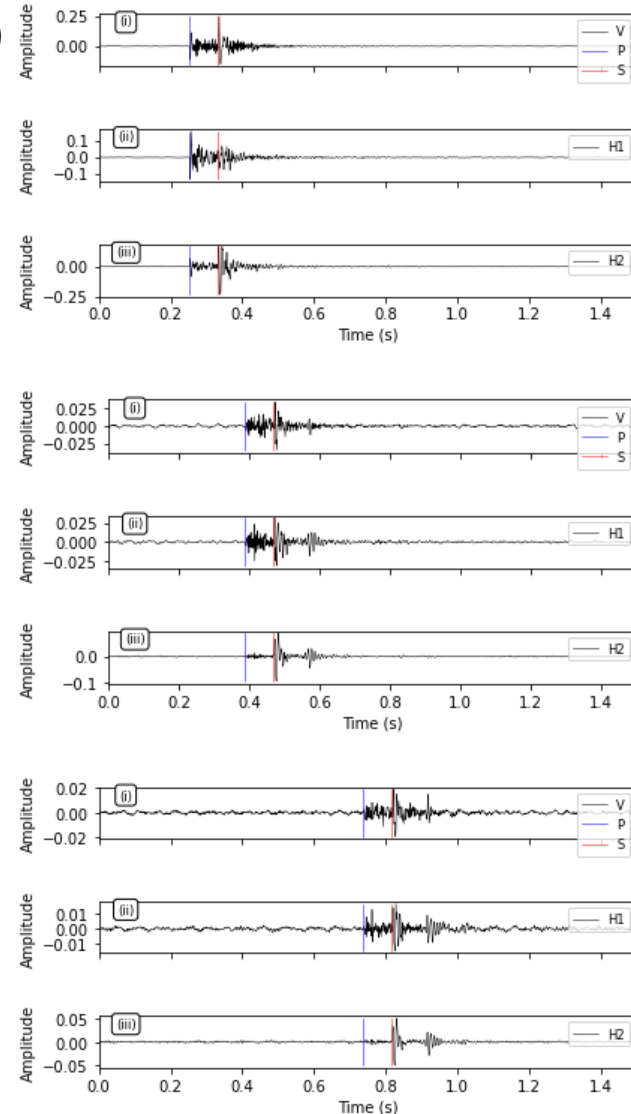 )
Amplitude
0.25
0.00
(i)
V
P
S
Amplitude
0.1
0.0
−0.1
(ii)
H1
Amplitude
0.00
−0.25
(iii)
H2
0.0 0.2 0.4 0.6 0.8 1.0 1.2 1.4
Time (s)
Amplitude
0.025
0.000
−0.025
(i)
V
P
S
Amplitude
0.025
0.000
−0.025
(ii)
H1
Amplitude
0.0
−0.1
(iii)
H2
0.0 0.2 0.4 0.6 0.8 1.0 1.2 1.4
Time (s)
Amplitude
0.02
0.00
−0.02
(i)
V
P
S
Amplitude
0.01
0.00
−0.01
(ii)
H1
Amplitude
0.05
0.00
−0.05
(iii)
H2
0.0 0.2 0.4 0.6 0.8 1.0 1.2 1.4
Time (s)